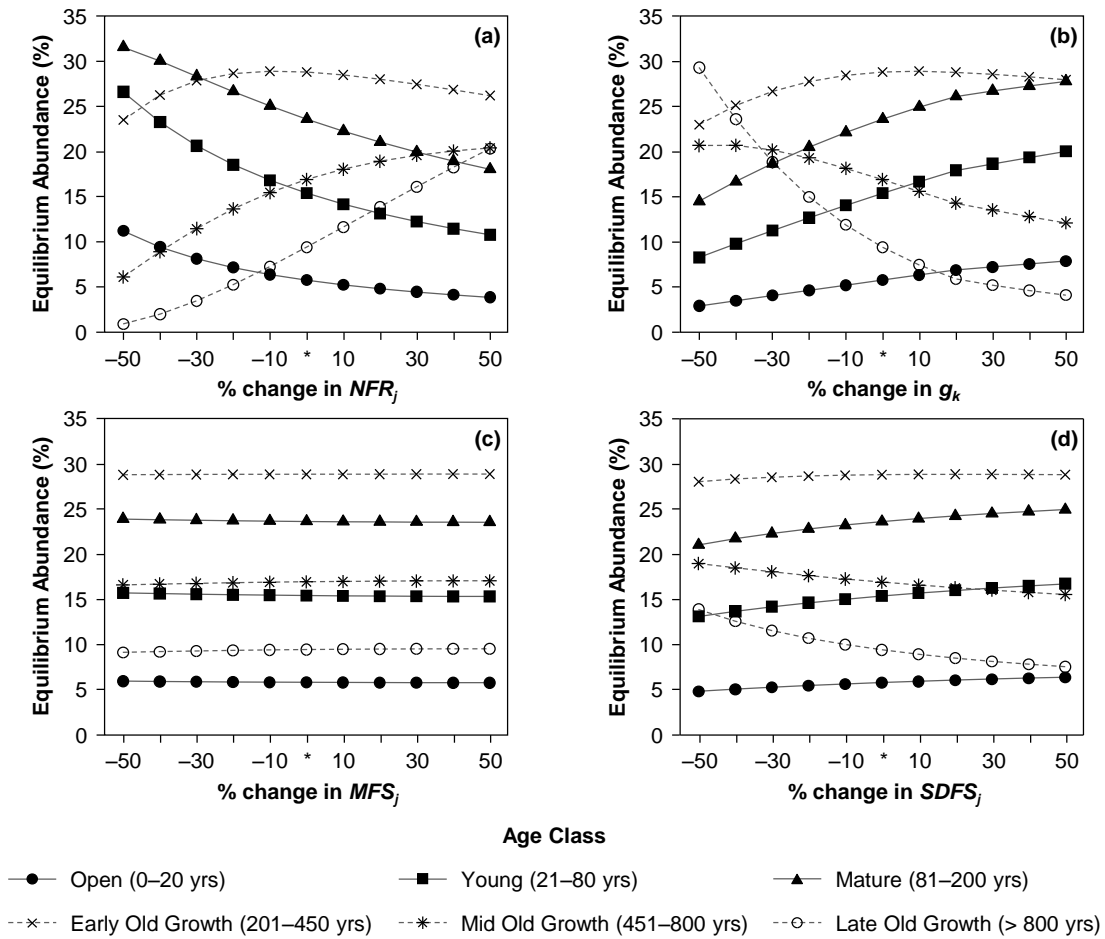 (a)
Equilibrium Abundance (%)
35
30
25
20
15
10
5
0
–50 –30 –10 * 10 30 50
% change in NFRj
(b)
Equilibrium Abundance (%)
35
30
25
20
15
10
5
0
–50 –30 –10 * 10 30 50
% change in gk
(c)
Equilibrium Abundance (%)
35
30
25
20
15
10
5
0
–50 –30 –10 * 10 30 50
% change in MFSj
(d)
Equilibrium Abundance (%)
35
30
25
20
15
10
5
0
–50 –30 –10 * 10 30 50
% change in SDFSj
Age Class
Open (0–20 yrs) Young (21–80 yrs) Mature (81–200 yrs)
Early Old Growth (201–450 yrs) Mid Old Growth (451–800 yrs) Late Old Growth (> 800 yrs)